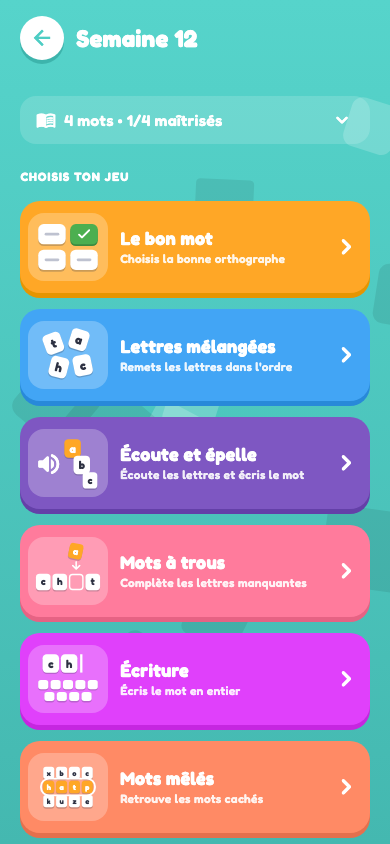 Semaine 12
4 mots • 1/4 maîtrisés
CHOISIS TON JEU
Le bon mot
Choisis la bonne orthographe
t a
h c
Lettres mélangées
Remets les lettres dans l'ordre
a
b
c
Écoute et épelle
Écoute les lettres et écris le mot
a
c h t
Mots à trous
Complète les lettres manquantes
c h
Écriture
Écris le mot en entier
x b o c
h a t p
k u z e
Mots mêlés
Retrouve les mots cachés